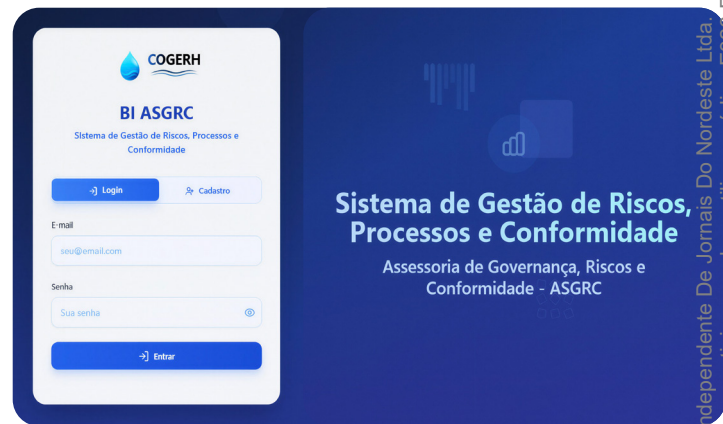 COGERH
BI ASGRC
Sistema de Gestão de Riscos, Processos e
Conformidade
Login
Cadastro
E-mail
seu@email.com
Senha
Sua senha
Entrar
Sistema de Gestão de Riscos,
Processos e Conformidade
Assessoria de Governança, Riscos e
Conformidade - ASGRC
ndependente De Jornais Do Nordeste Ltda.